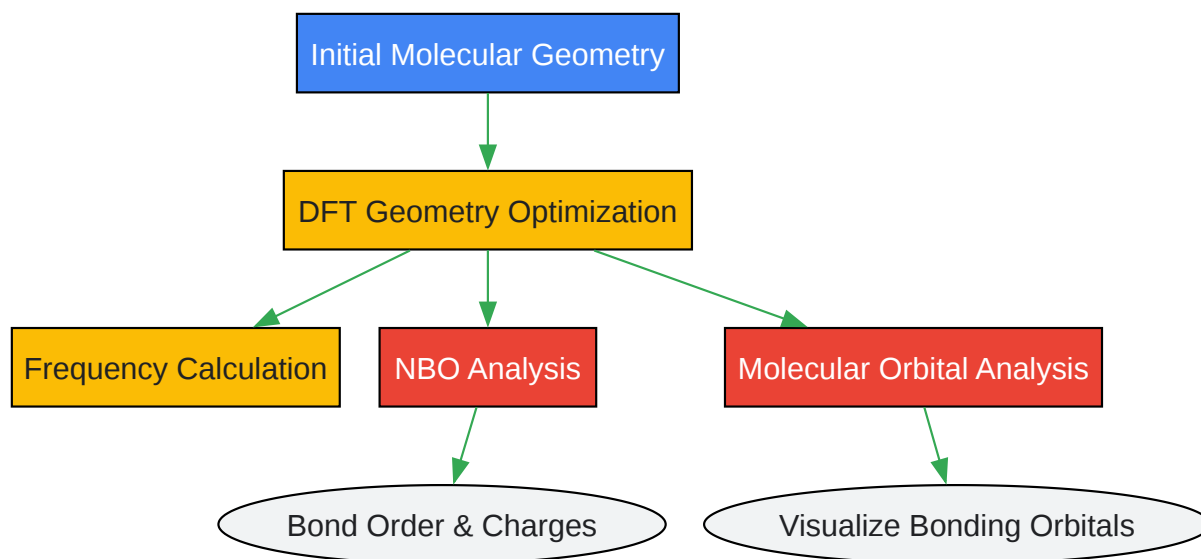 Initial Molecular Geometry
DFT Geometry Optimization
Frequency Calculation
NBO Analysis
Molecular Orbital Analysis
Bond Order & Charges
Visualize Bonding Orbitals